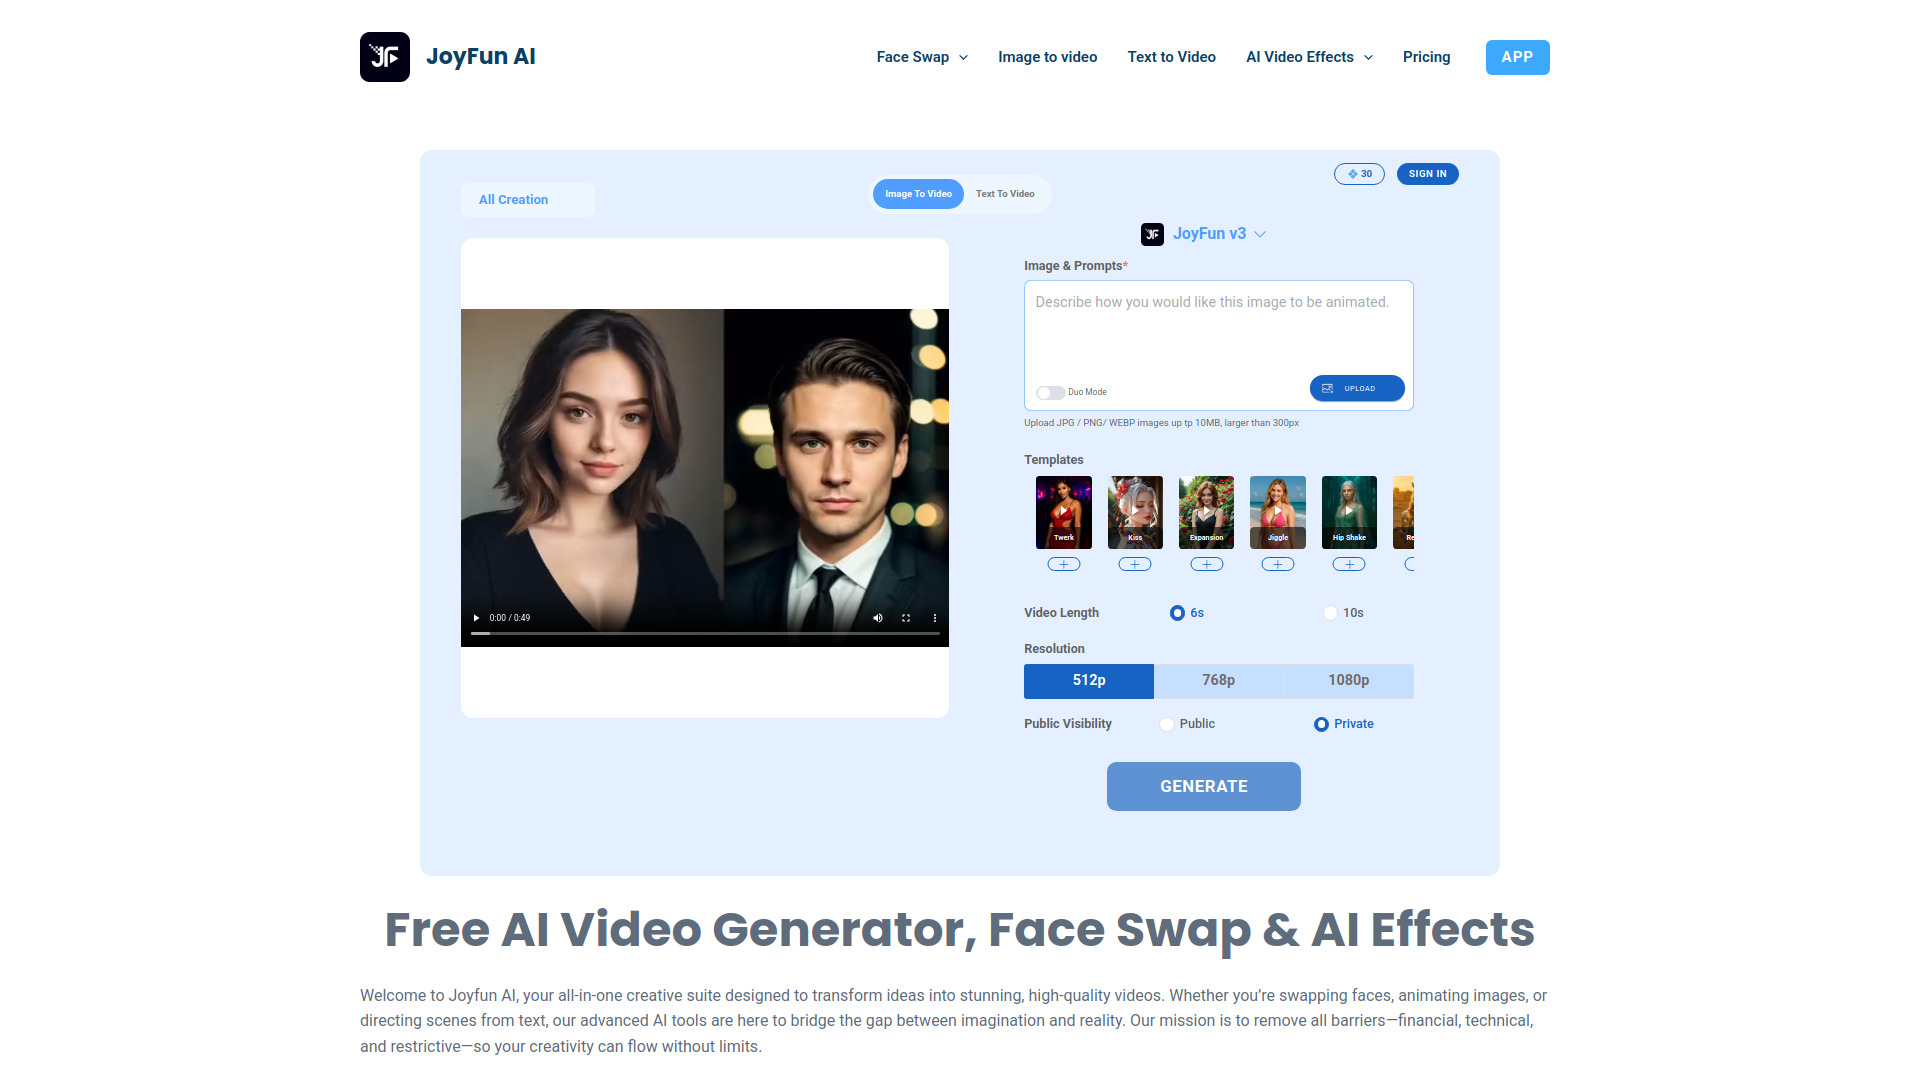 JoyFun AI
Face Swap
Image to video
Text to Video
AI Video Effects
Pricing
APP
30
SIGN IN
All Creation
Image To Video
Text To Video
JoyFun v3
Image & Prompts*
Describe how you would like this image to be animated.
Duo Mode
UPLOAD
Upload JPG / PNG/ WEBP images up tp 10MB, larger than 300px
Templates
Twerk
Kiss
Expansion
Jiggle
Hip Shake
Re
0:00 / 0:49
Video Length
6s
10s
Resolution
512p
768p
1080p
Public Visibility
Public
Private
GENERATE
Free AI Video Generator, Face Swap & AI Effects
Welcome to Joyfun AI, your all-in-one creative suite designed to transform ideas into stunning, high-quality videos. Whether you’re swapping faces, animating images, or
directing scenes from text, our advanced AI tools are here to bridge the gap between imagination and reality. Our mission is to remove all barriers—financial, technical,
and restrictive—so your creativity can flow without limits.